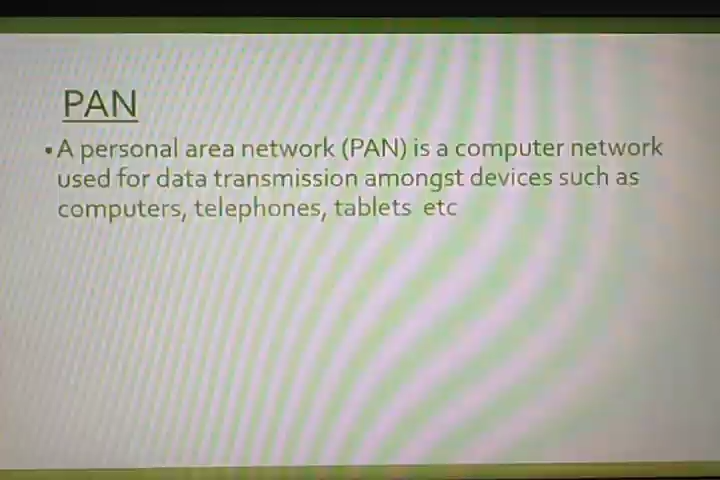 PAN
• A personal area network (PAN) is a computer network
used for data transmission amongst devices such as
computers, telephones, tablets etc